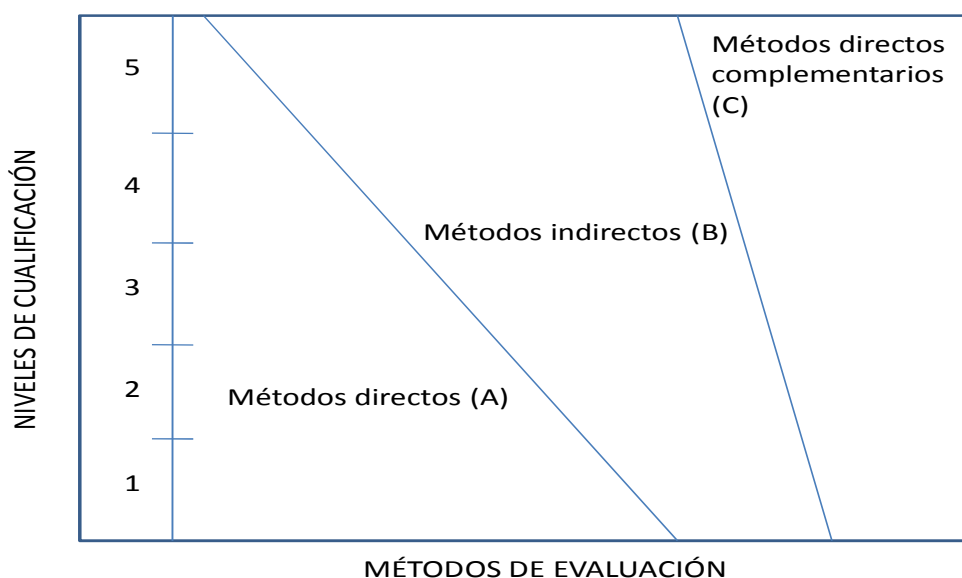 NIVELES DE CUALIFICACIÓN
5
4
3
2
1
Métodos directos
complementarios
(C)
Métodos indirectos (B)
Métodos directos (A)
MÉTODOS DE EVALUACIÓN